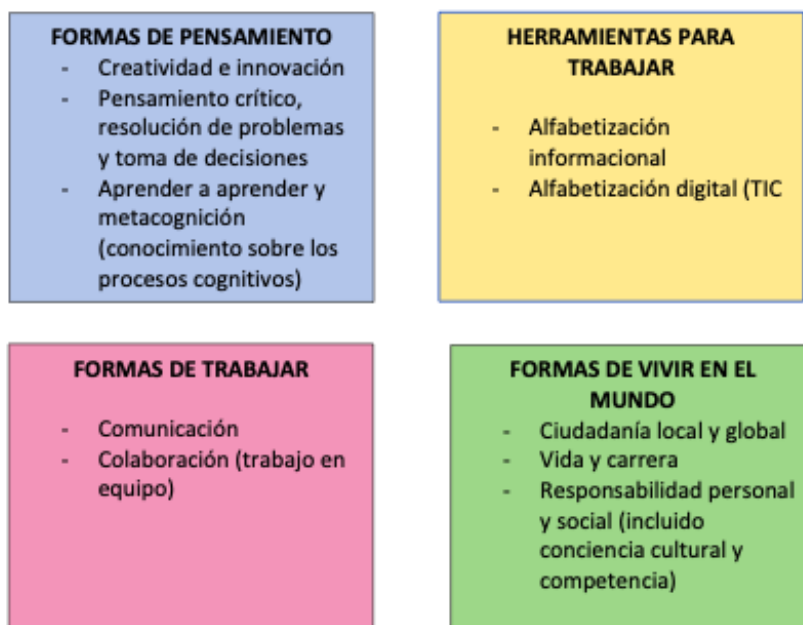 FORMAS DE PENSAMIENTO
- Creatividad e innovación
- Pensamiento crítico,
resolución de problemas
y toma de decisiones
- Aprender a aprender y
metacognición
(conocimiento sobre los
procesos cognitivos)
HERRAMIENTAS PARA
TRABAJAR
- Alfabetización
informacional
- Alfabetización digital (TIC
FORMAS DE TRABAJAR
- Comunicación
- Colaboración (trabajo en
equipo)
FORMAS DE VIVIR EN EL
MUNDO
- Ciudadanía local y global
- Vida y carrera
- Responsabilidad personal
y social (incluido
conciencia cultural y
competencia)